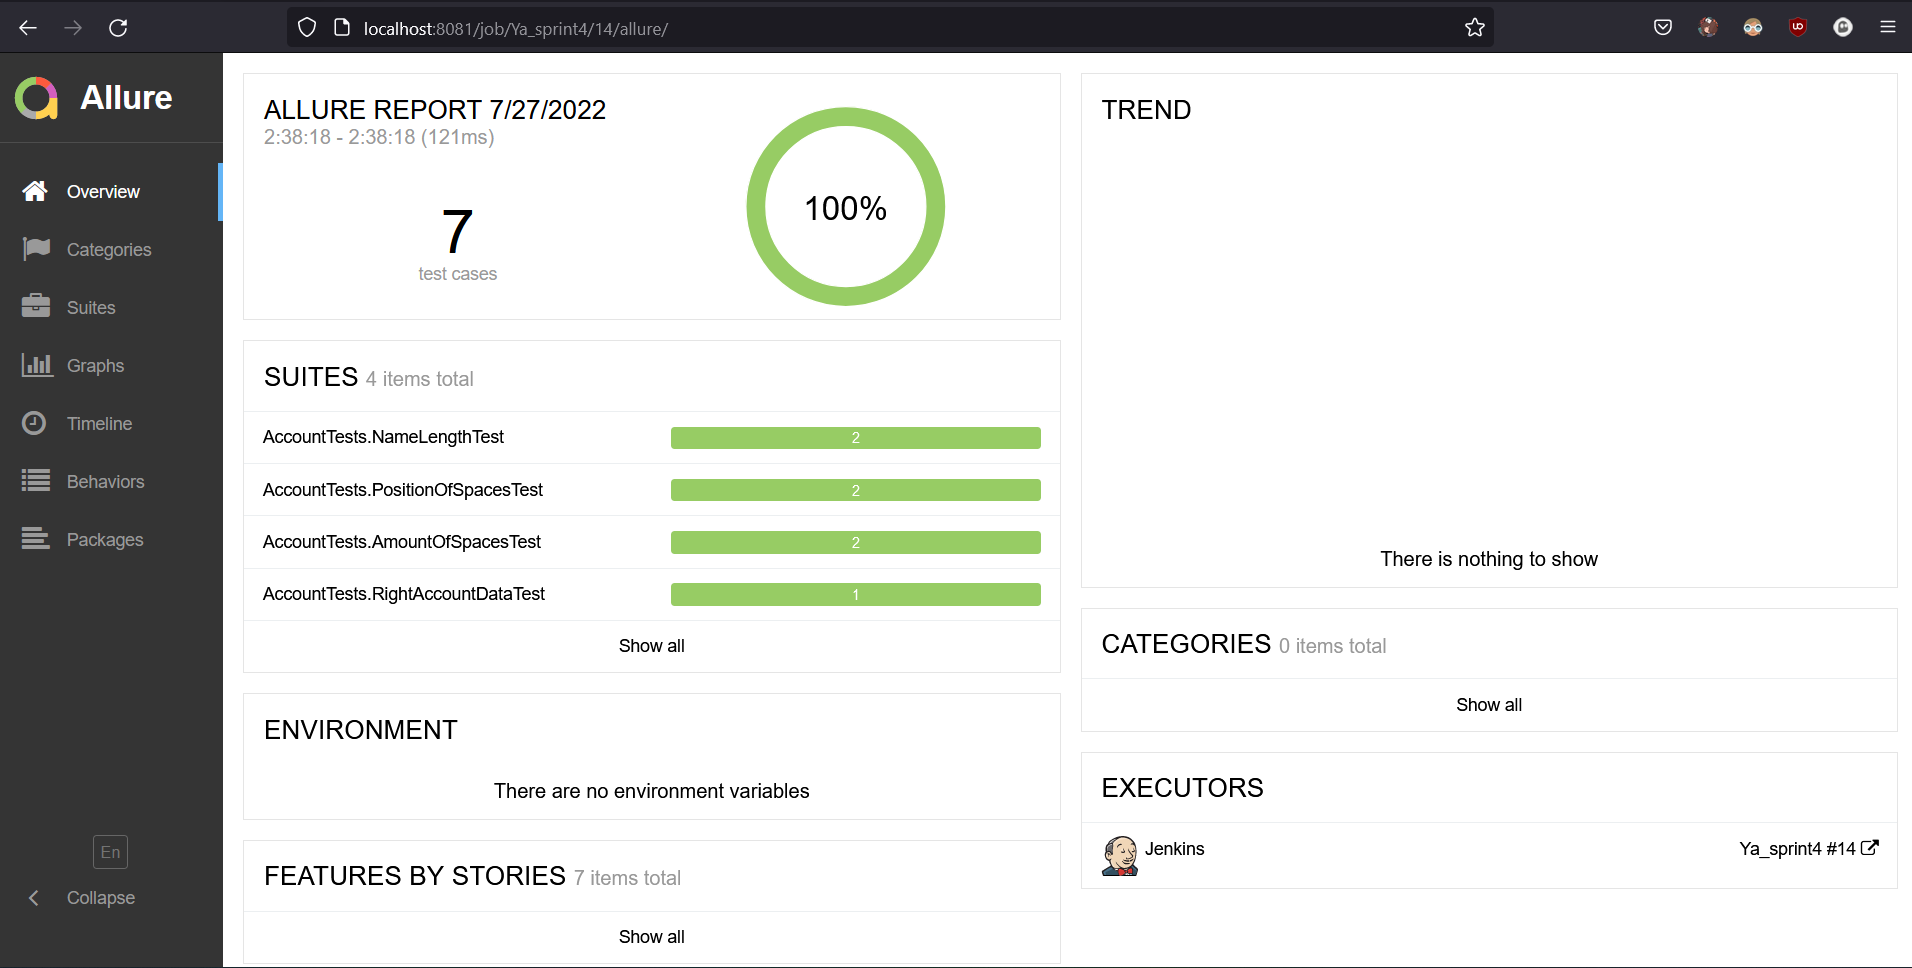 localhost:8081/job/Ya_sprint4/14/allure/
Allure
Overview
Categories
Suites
Graphs
Timeline
Behaviors
Packages
En
Collapse
ALLURE REPORT 7/27/2022
2:38:18 - 2:38:18 (121ms)
7
test cases
100%
SUITES 4 items total
AccountTests.NameLengthTest 2
AccountTests.PositionOfSpacesTest 2
AccountTests.AmountOfSpacesTest 2
AccountTests.RightAccountDataTest 1
Show all
ENVIRONMENT
There are no environment variables
FEATURES BY STORIES 7 items total
Show all
TREND
There is nothing to show
CATEGORIES 0 items total
Show all
EXECUTORS
Jenkins Ya_sprint4 #14